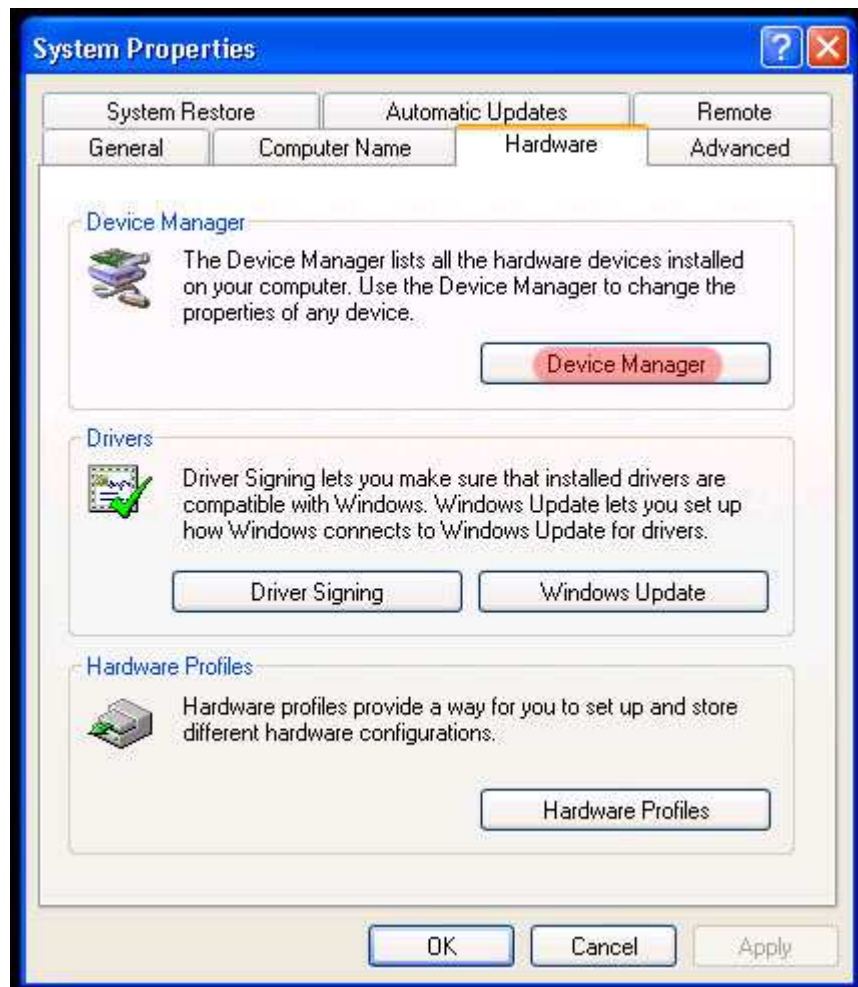 System Properties
System Restore Automatic Updates Remote
General Computer Name Hardware Advanced
Device Manager
The Device Manager lists all the hardware devices installed
on your computer. Use the Device Manager to change the
properties of any device.
Device Manager
Drivers
Driver Signing lets you make sure that installed drivers are
compatible with Windows. Windows Update lets you set up
how Windows connects to Windows Update for drivers.
Driver Signing Windows Update
Hardware Profiles
Hardware profiles provide a way for you to set up and store
different hardware configurations.
Hardware Profiles
OK Cancel Apply